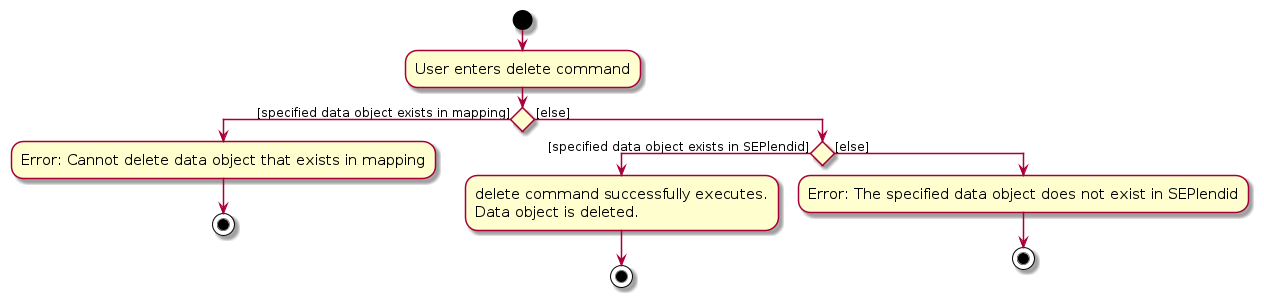 User enters delete command
[specified data object exists in mapping]
[else]
Error: Cannot delete data object that exists in mapping
[specified data object exists in SEPlendid]
[else]
delete command successfully executes.
Data object is deleted.
Error: The specified data object does not exist in SEPlendid